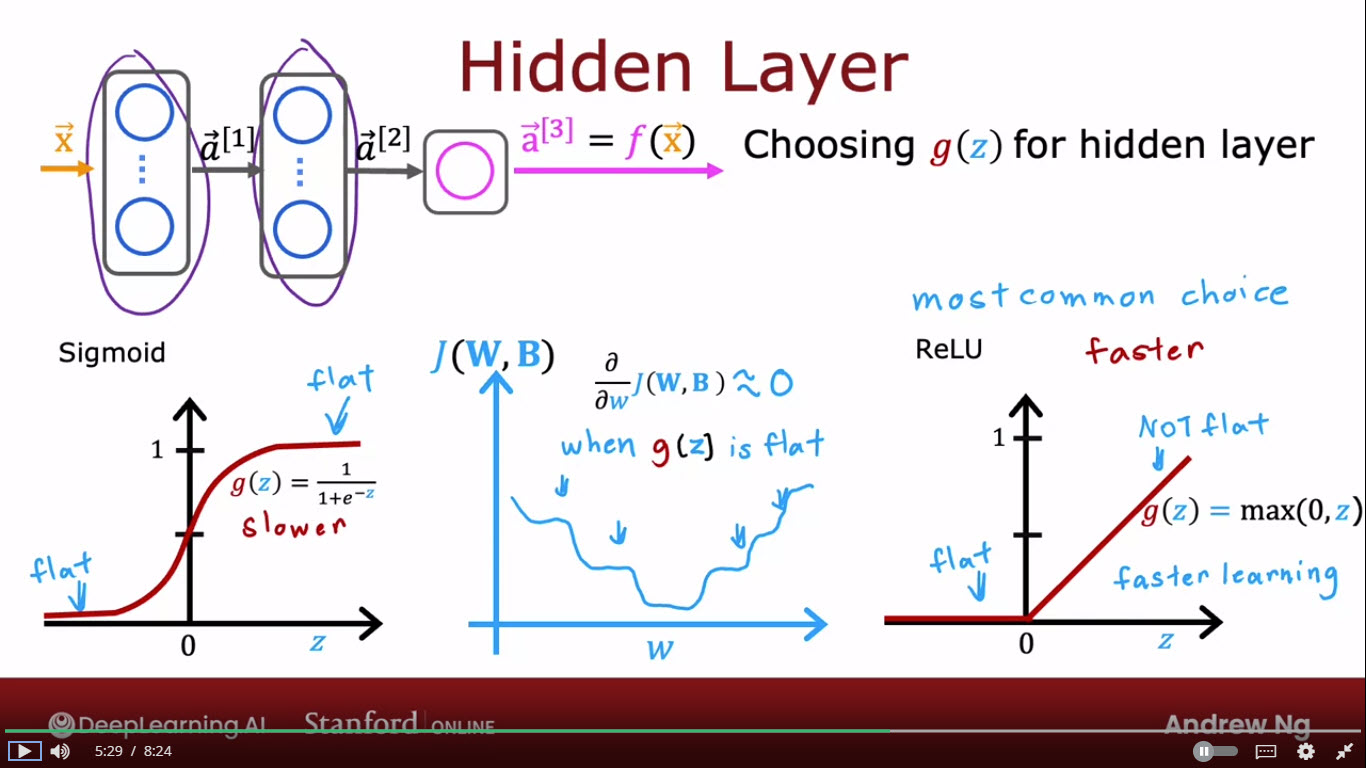 Hidden Layer
x⃗
a⃗[1]
a⃗[2]
a⃗[3] = f(x⃗)
Choosing g(z) for hidden layer
most common choice
Sigmoid
J(W, B)
∂/∂w J(W, B) ≈ 0
ReLU
faster
flat
when g(z) is flat
NOT flat
1
g(z) = 1/(1+e^−z)
slower
1
g(z) = max(0, z)
flat
flat
faster learning
0
z
w
0
z
DeepLearning.AI
Stanford | ONLINE
Andrew Ng
5:29 / 8:24